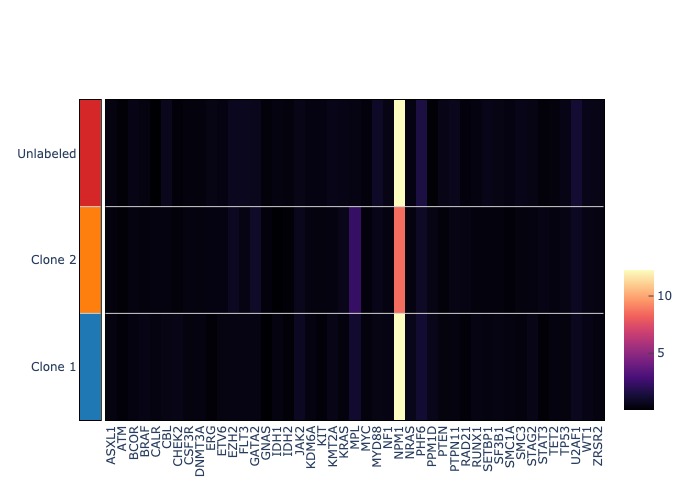 Unlabeled
Clone 2
Clone 1
10
5
ASXL1
ATM
BCOR
BRAF
CALR
CBL
CHEK2
CSF3R
DNMT3A
ERG
ETV6
EZH2
FLT3
GATA2
GNAS
IDH1
IDH2
JAK2
KDM6A
KIT
KMT2A
KRAS
MPL
MYC
MYD88
NF1
NPM1
NRAS
PHF6
PPM1D
PTEN
PTPN11
RAD21
RUNX1
SETBP1
SF3B1
SMC1A
SMC3
STAG2
STAT3
TET2
TP53
U2AF1
WT1
ZRSR2